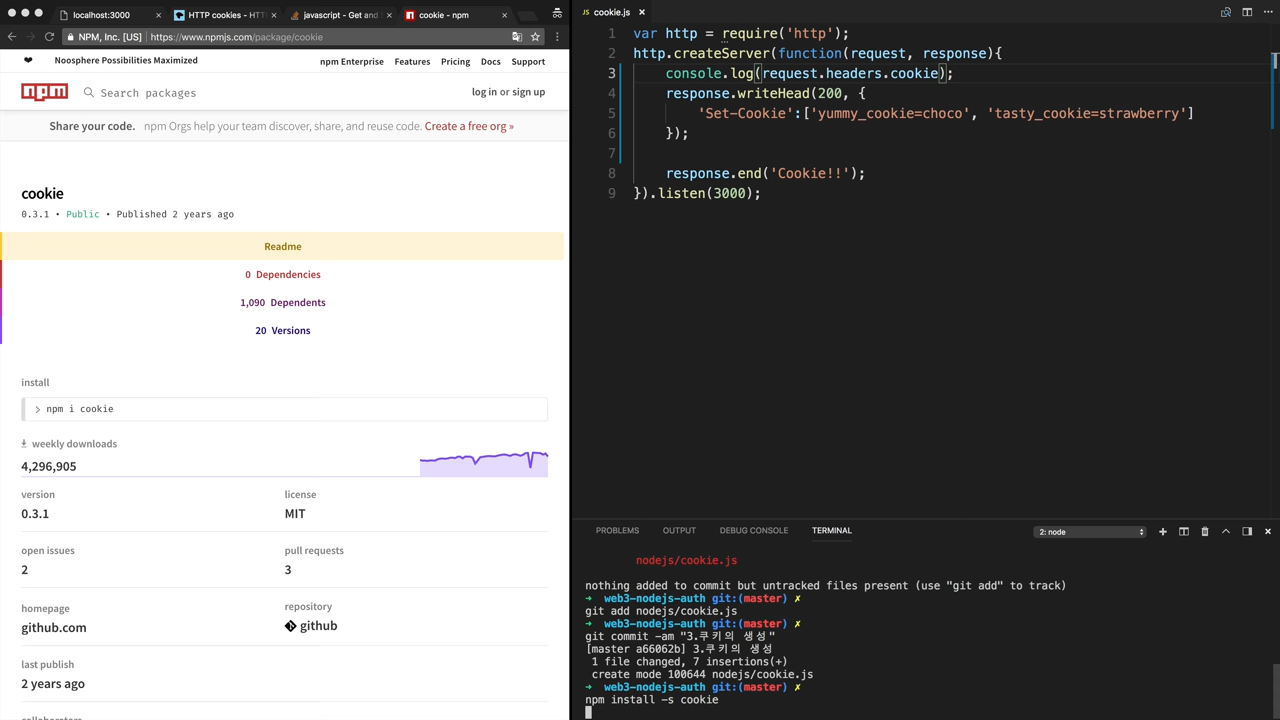 localhost:3000
HTTP cookies - HTT
javascript - Get and S
cookie - npm
NPM, Inc. [US] | https://www.npmjs.com/package/cookie
❤ Noosphere Possibilities Maximized
npm Enterprise Features Pricing Docs Support
npm
Search packages
log in or sign up
Share your code. npm Orgs help your team discover, share, and reuse code. Create a free org »
cookie
0.3.1 • Public • Published 2 years ago
Readme
0 Dependencies
1,090 Dependents
20 Versions
install
> npm i cookie
weekly downloads
4,296,905
version license
0.3.1 MIT
open issues pull requests
2 3
homepage repository
github.com github
last publish
2 years ago
JS cookie.js
1 var http = require('http');
2 http.createServer(function(request, response){
3 console.log(request.headers.cookie);
4 response.writeHead(200, {
5 'Set-Cookie':['yummy_cookie=choco', 'tasty_cookie=strawberry']
6 });
7
8 response.end('Cookie!!');
9 }).listen(3000);
PROBLEMS OUTPUT DEBUG CONSOLE TERMINAL 2: node
nodejs/cookie.js
nothing added to commit but untracked files present (use "git add" to track)
➜ web3-nodejs-auth git:(master) ✗
git add nodejs/cookie.js
➜ web3-nodejs-auth git:(master) ✗
git commit -am "3.쿠키의 생성"
[master a66062b] 3.쿠키의 생성
1 file changed, 7 insertions(+)
create mode 100644 nodejs/cookie.js
➜ web3-nodejs-auth git:(master) ✗
npm install -s cookie